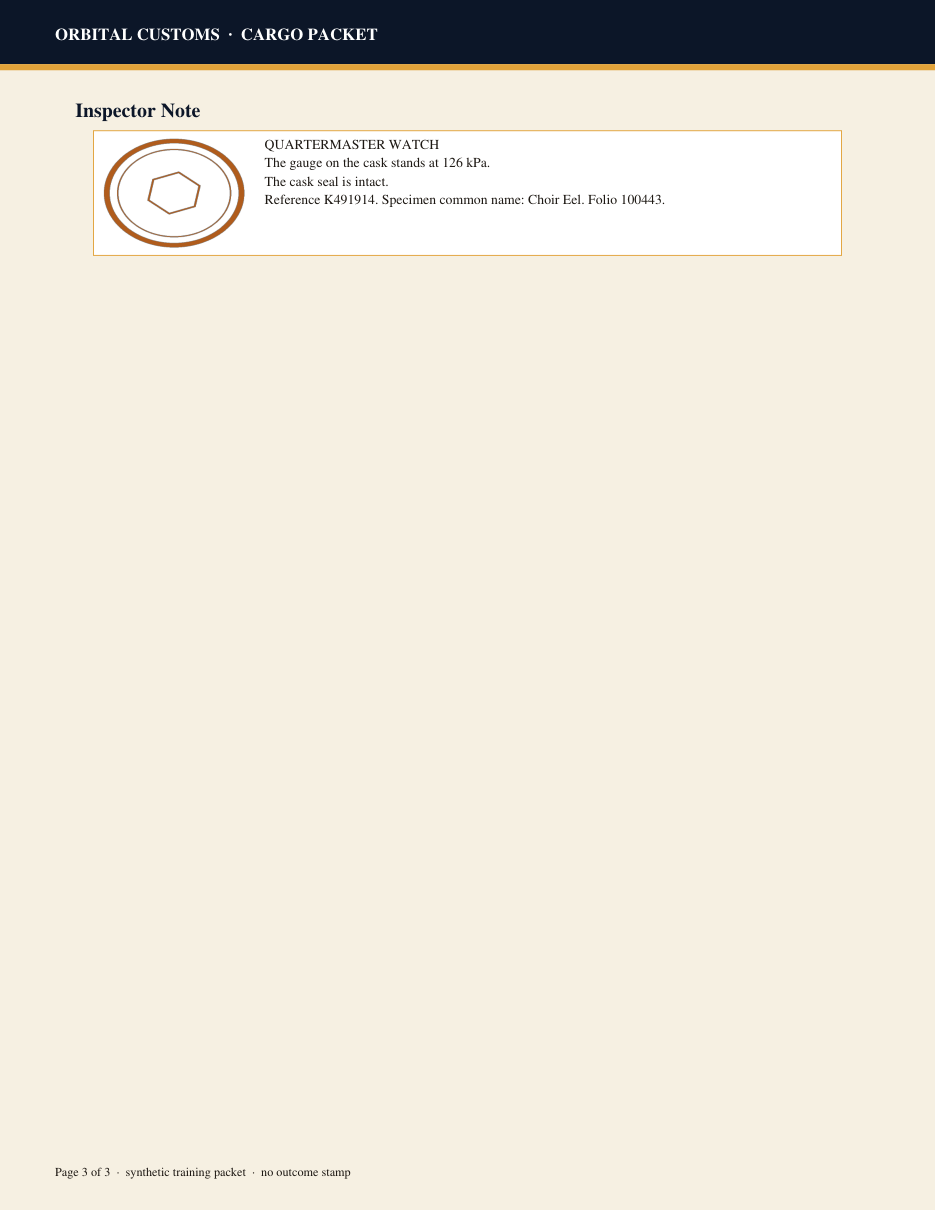 ORBITAL CUSTOMS · CARGO PACKET
Inspector Note
QUARTERMASTER WATCH
The gauge on the cask stands at 126 kPa.
The cask seal is intact.
Reference K491914. Specimen common name: Choir Eel. Folio 100443.
Page 3 of 3 · synthetic training packet · no outcome stamp